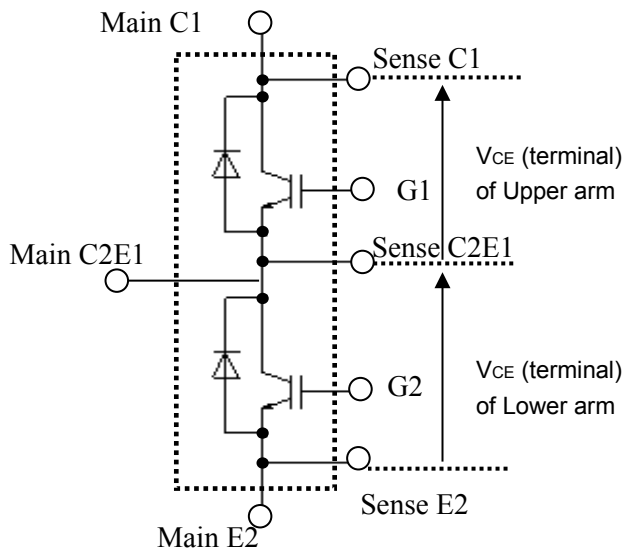 Main C1
Sense C1
VCE (terminal)
of Upper arm
G1
Sense C2E1
Main C2E1
VCE (terminal)
of Lower arm
G2
Sense E2
Main E2